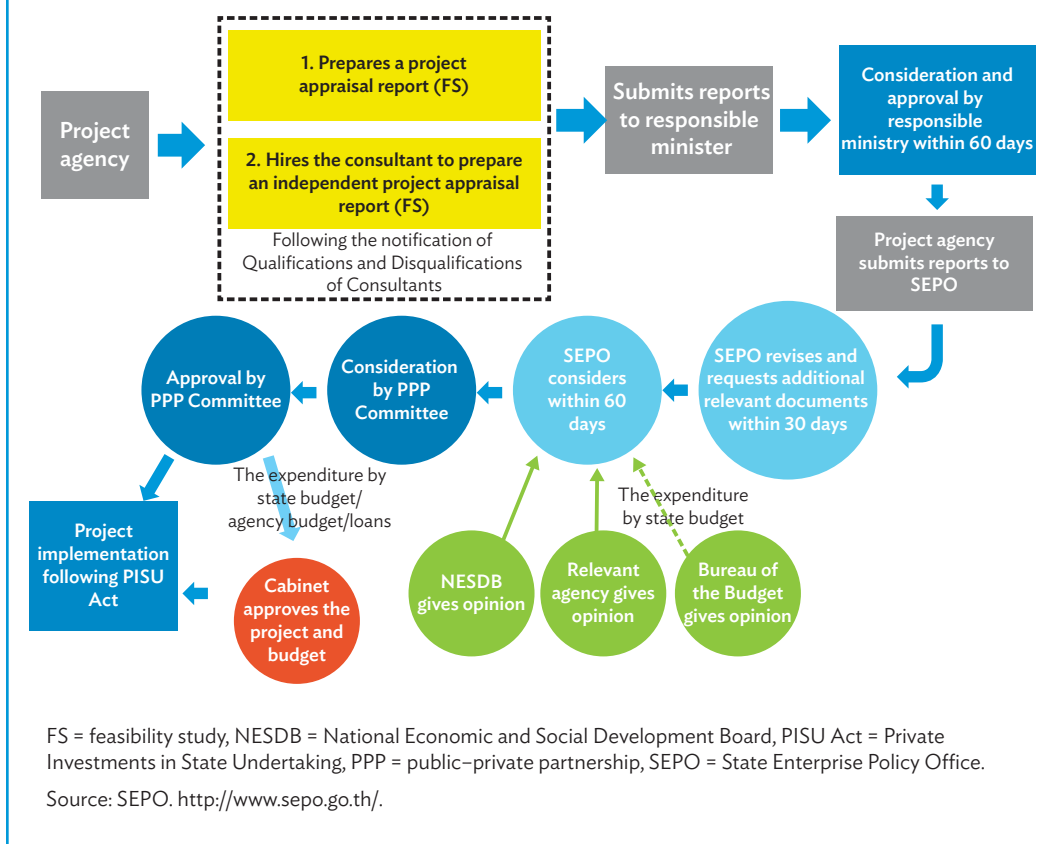 Project
agency
1. Prepares a project
appraisal report (FS)
2. Hires the consultant to prepare
an independent project appraisal
report (FS)
Following the notification of
Qualifications and Disqualifications
of Consultants
Submits reports
to responsible
minister
Consideration and
approval by
responsible
ministry within 60 days
Project agency
submits reports to
SEPO
SEPO revises and
requests additional
relevant documents
within 30 days
SEPO
considers
within 60
days
Consideration
by PPP
Committee
Approval by
PPP Committee
The expenditure by
state budget/
agency budget/loans
The expenditure
by state budget
Project
implementation
following PISU
Act
Cabinet
approves the
project and
budget
NESDB
gives opinion
Relevant
agency gives
opinion
Bureau of
the Budget
gives opinion
FS = feasibility study, NESDB = National Economic and Social Development Board, PISU Act = Private
Investments in State Undertaking, PPP = public–private partnership, SEPO = State Enterprise Policy Office.
Source: SEPO. http://www.sepo.go.th/.